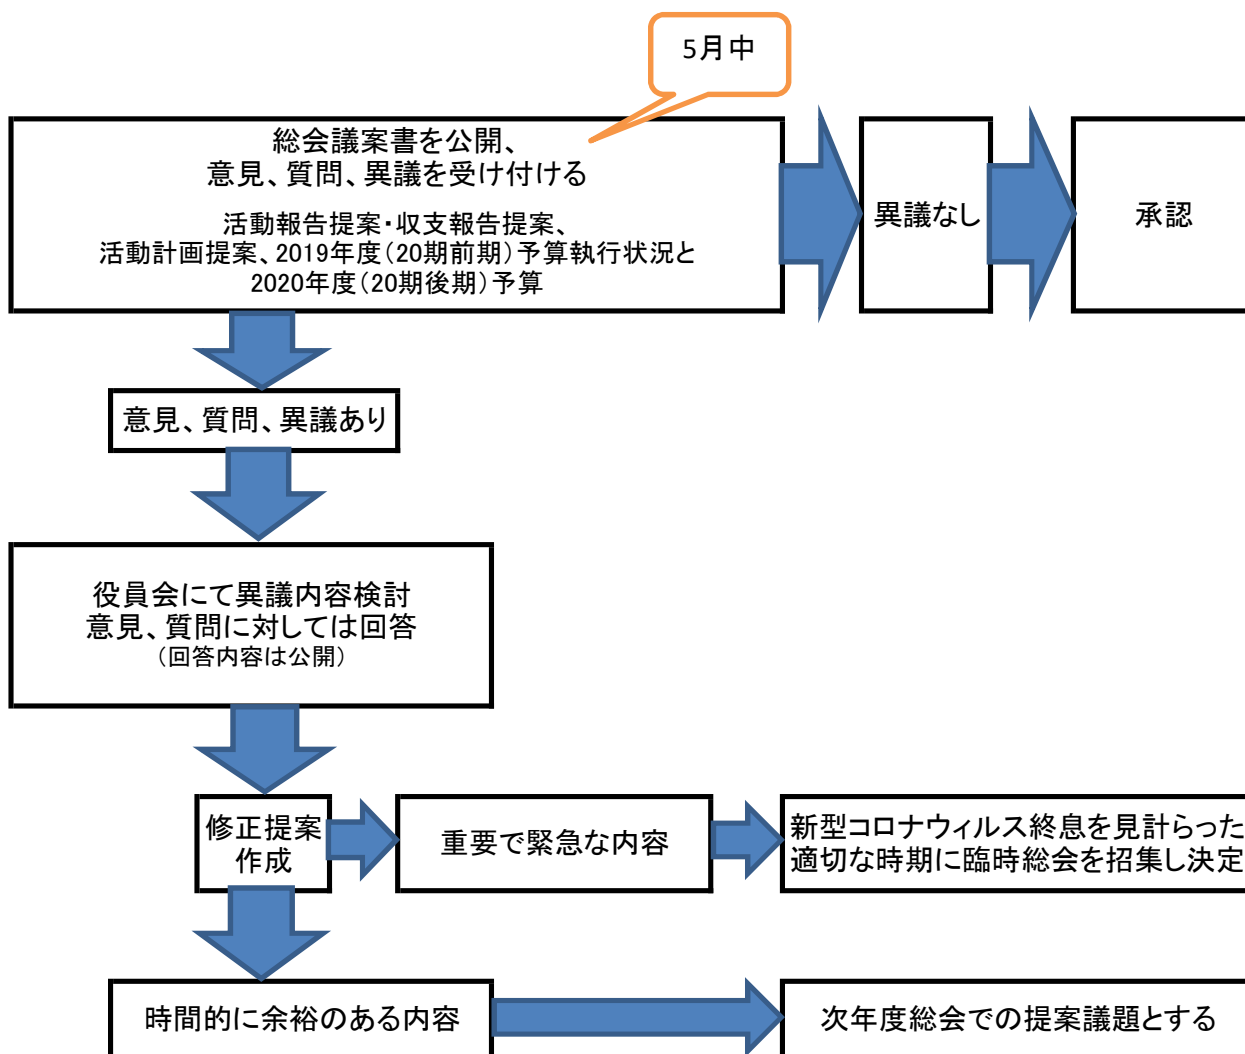 5月中
総会議案書を公開、
意見、質問、異議を受け付ける
活動報告提案・収支報告提案、
活動計画提案、2019年度(20期前期)予算執行状況と
2020年度(20期後期)予算
異議なし
承認
意見、質問、異議あり
役員会にて異議内容検討
意見、質問に対しては回答
(回答内容は公開)
修正提案
作成
重要で緊急な内容
新型コロナウィルス終息を見計らった
適切な時期に臨時総会を招集し決定
時間的に余裕のある内容
次年度総会での提案議題とする